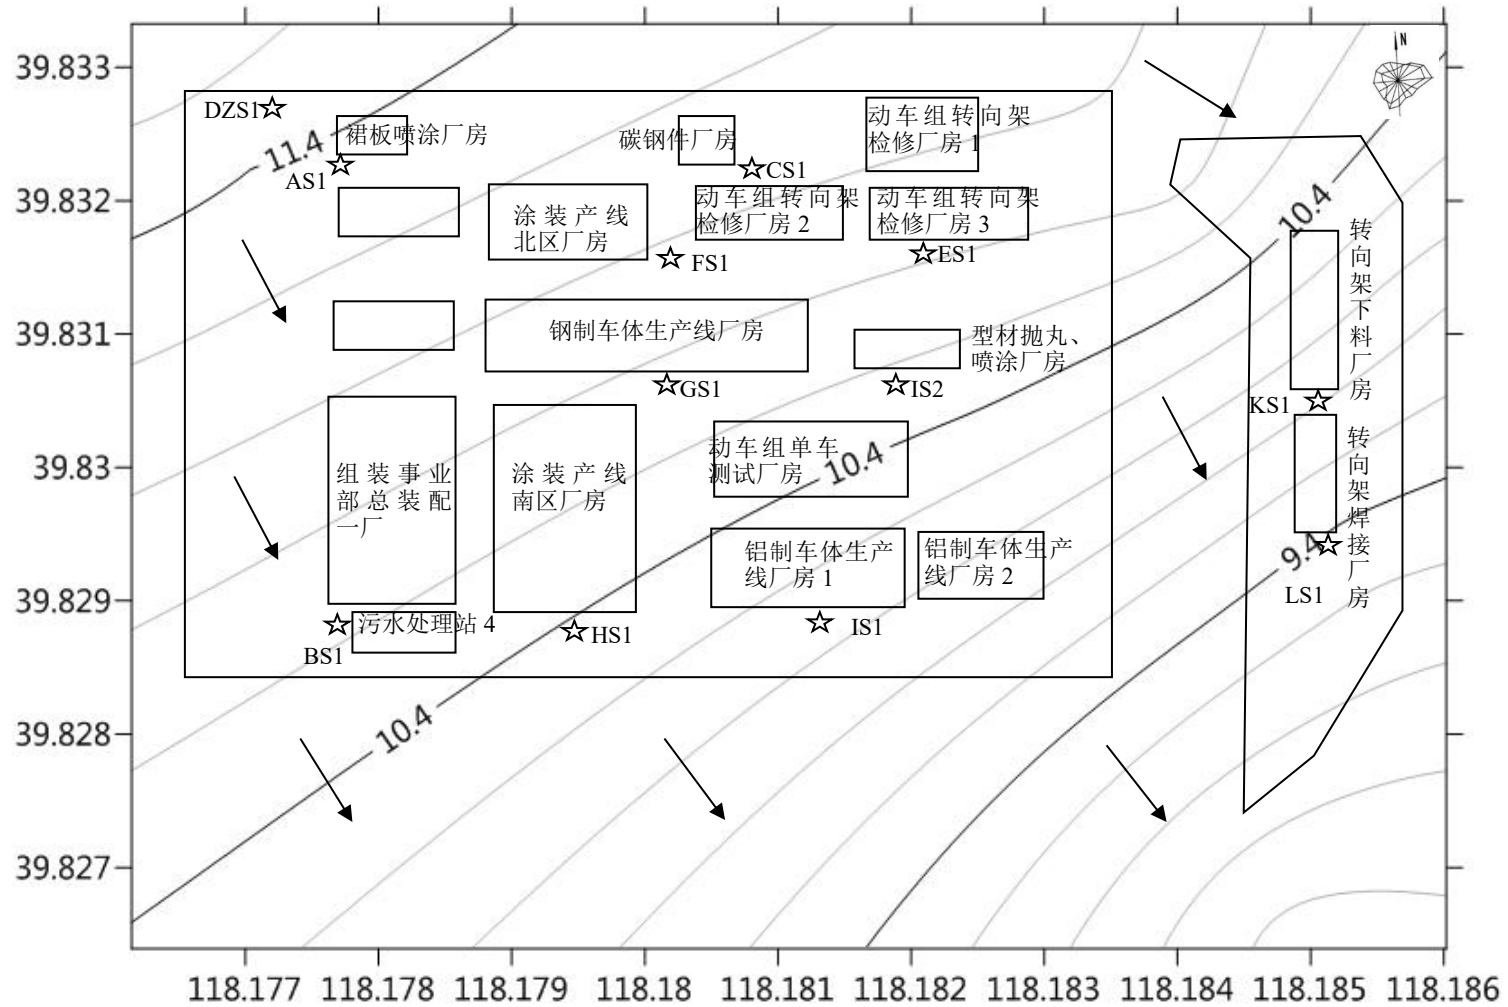 N
39.833
39.832
39.831
39.83
39.829
39.828
39.827
DZS1
裙板喷涂厂房
11.4
AS1
碳钢件厂房
CS1
动车组转向架
检修厂房 1
涂装产线
北区厂房
动车组转向架
检修厂房 2
动车组转向架
检修厂房 3
FS1
ES1
10.4
转向架下料厂房
钢制车体生产线厂房
型材抛丸、
喷涂厂房
GS1
IS2
KS1
组装事业
部总装配
一厂
涂装产线
南区厂房
动车组单车
测试厂房
10.4
转向架焊接厂房
铝制车体生产
线厂房 1
铝制车体生产
线厂房 2
9.4
LS1
污水处理站 4
BS1
HS1
IS1
10.4
118.177
118.178
118.179
118.18
118.181
118.182
118.183
118.184
118.185
118.186